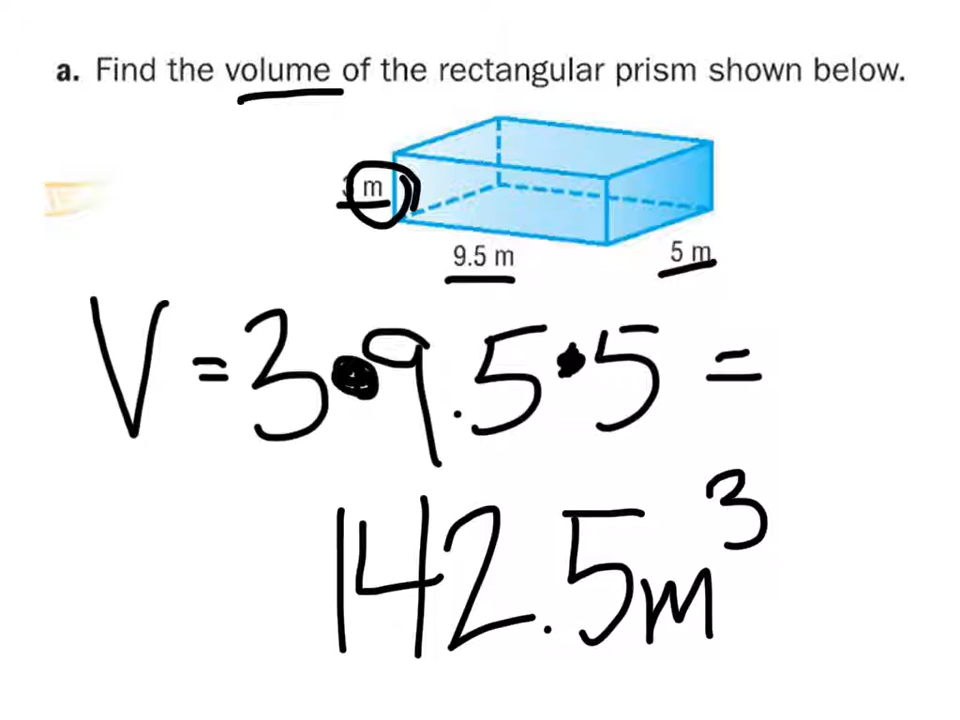 a. Find the volume of the rectangular prism shown below.
m
9.5 m
5 m
V = 3 • 9.5 • 5 =
142.5m³